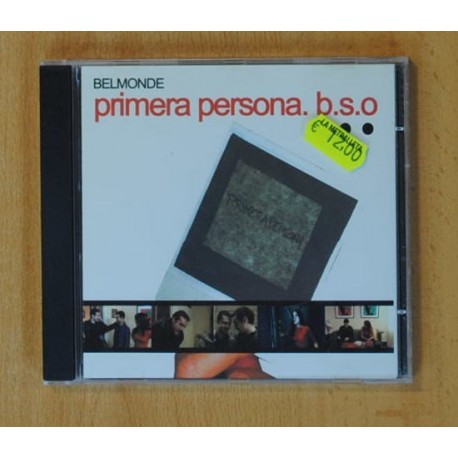 BELMONDE
primera persona. b.s.o
LA METRALLETA
€ 12,00